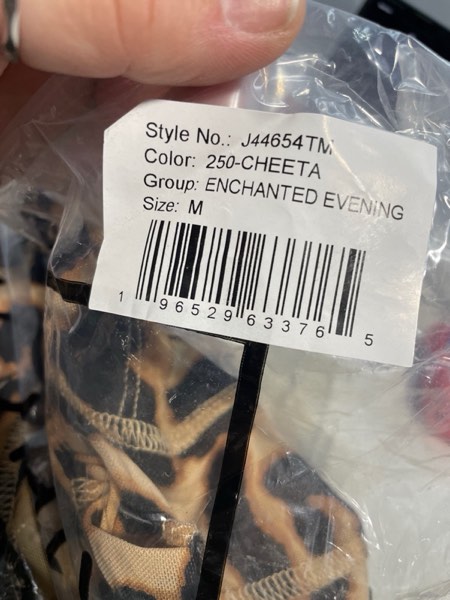 Style No.: J44654TM
Color: 250-CHEETA
Group: ENCHANTED EVENING
Size: M
1 96529 63376 5